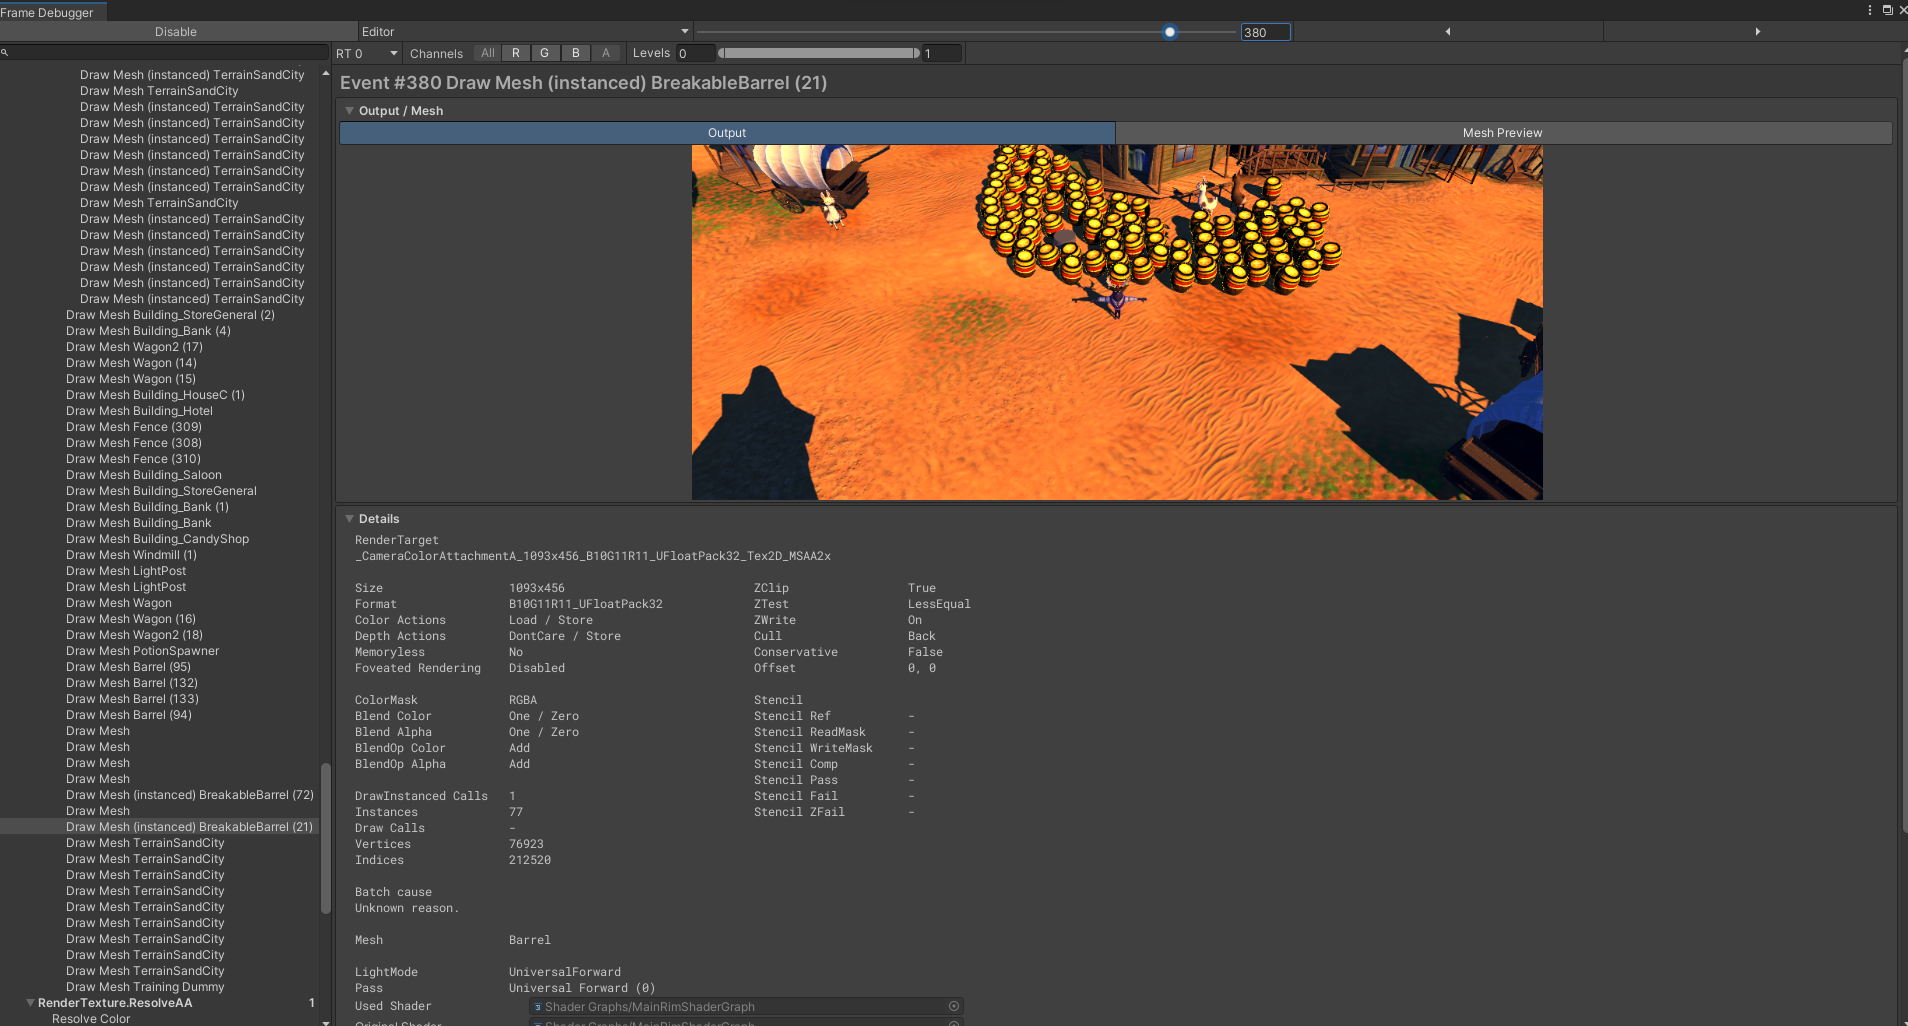 Frame Debugger
Disable
Editor
380
RT 0
Channels
All
R
G
B
A
Levels
0
1
Draw Mesh (instanced) TerrainSandCity
Draw Mesh TerrainSandCity
Draw Mesh (instanced) TerrainSandCity
Draw Mesh (instanced) TerrainSandCity
Draw Mesh (instanced) TerrainSandCity
Draw Mesh (instanced) TerrainSandCity
Draw Mesh (instanced) TerrainSandCity
Draw Mesh (instanced) TerrainSandCity
Draw Mesh TerrainSandCity
Draw Mesh (instanced) TerrainSandCity
Draw Mesh (instanced) TerrainSandCity
Draw Mesh (instanced) TerrainSandCity
Draw Mesh (instanced) TerrainSandCity
Draw Mesh (instanced) TerrainSandCity
Draw Mesh (instanced) TerrainSandCity
Draw Mesh Building_StoreGeneral (2)
Draw Mesh Building_Bank (4)
Draw Mesh Wagon2 (17)
Draw Mesh Wagon (14)
Draw Mesh Wagon (15)
Draw Mesh Building_HouseC (1)
Draw Mesh Building_Hotel
Draw Mesh Fence (309)
Draw Mesh Fence (308)
Draw Mesh Fence (310)
Draw Mesh Building_Saloon
Draw Mesh Building_StoreGeneral
Draw Mesh Building_Bank (1)
Draw Mesh Building_Bank
Draw Mesh Building_CandyShop
Draw Mesh Windmill (1)
Draw Mesh LightPost
Draw Mesh LightPost
Draw Mesh Wagon
Draw Mesh Wagon (16)
Draw Mesh Wagon2 (18)
Draw Mesh PotionSpawner
Draw Mesh Barrel (95)
Draw Mesh Barrel (132)
Draw Mesh Barrel (133)
Draw Mesh Barrel (94)
Draw Mesh
Draw Mesh
Draw Mesh
Draw Mesh
Draw Mesh (instanced) BreakableBarrel (72)
Draw Mesh
Draw Mesh (instanced) BreakableBarrel (21)
Draw Mesh TerrainSandCity
Draw Mesh TerrainSandCity
Draw Mesh TerrainSandCity
Draw Mesh TerrainSandCity
Draw Mesh TerrainSandCity
Draw Mesh TerrainSandCity
Draw Mesh TerrainSandCity
Draw Mesh TerrainSandCity
Draw Mesh TerrainSandCity
Draw Mesh Training Dummy
RenderTexture.ResolveAA 1
Resolve Color
Event #380 Draw Mesh (instanced) BreakableBarrel (21)
Output / Mesh
Output
Mesh Preview
Details
RenderTarget
_CameraColorAttachmentA_1093x456_B10G11R11_UFloatPack32_Tex2D_MSAA2x
Size 1093x456 ZClip True
Format B10G11R11_UFloatPack32 ZTest LessEqual
Color Actions Load / Store ZWrite On
Depth Actions DontCare / Store Cull Back
Memoryless No Conservative False
Foveated Rendering Disabled Offset 0, 0
ColorMask RGBA Stencil
Blend Color One / Zero Stencil Ref -
Blend Alpha One / Zero Stencil ReadMask -
BlendOp Color Add Stencil WriteMask -
BlendOp Alpha Add Stencil Comp -
Stencil Pass -
DrawInstanced Calls 1 Stencil Fail -
Instances 77 Stencil ZFail -
Draw Calls -
Vertices 76923
Indices 212520
Batch cause
Unknown reason.
Mesh Barrel
LightMode UniversalForward
Pass Universal Forward (0)
Used Shader Shader Graphs/MainRimShaderGraph
Original Shader Shader Graphs/MainRimShaderGraph